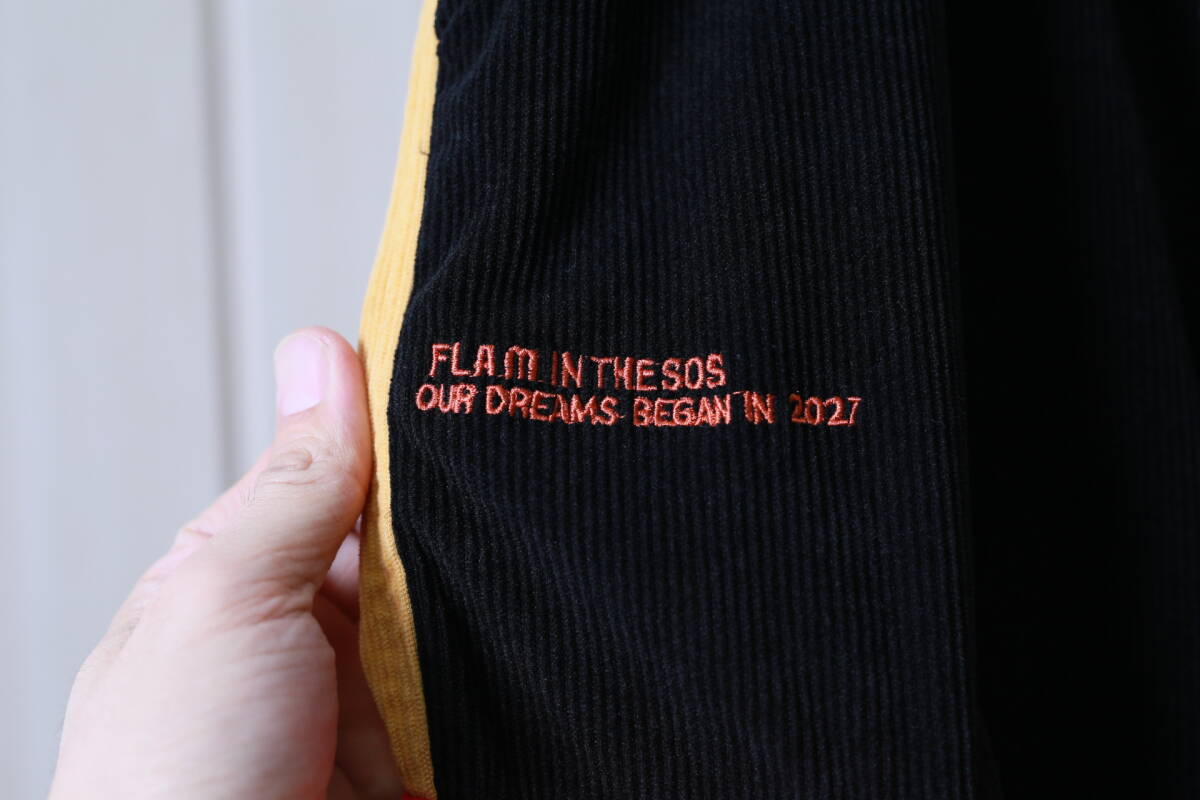 FLAM IN THE SOS
OUR DREAMS BEGAN IN 2027